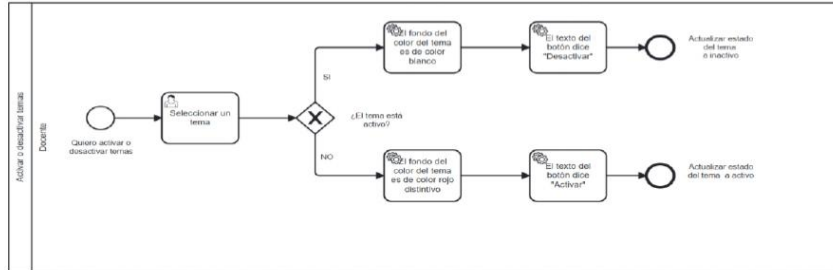 Activar o desactivar temas
Docente
Quiero activar o
desactivar temas
Seleccionar un
tema
¿El tema está
activo?
SI
El fondo del
color del tema
es de color
blanco
El texto del
botón dice
"Desactivar"
Actualizar estado
del tema
a inactivo
NO
El fondo del
color del tema
es de color rojo
distintivo
El texto del
botón dice
"Activar"
Actualizar estado
del tema a activo